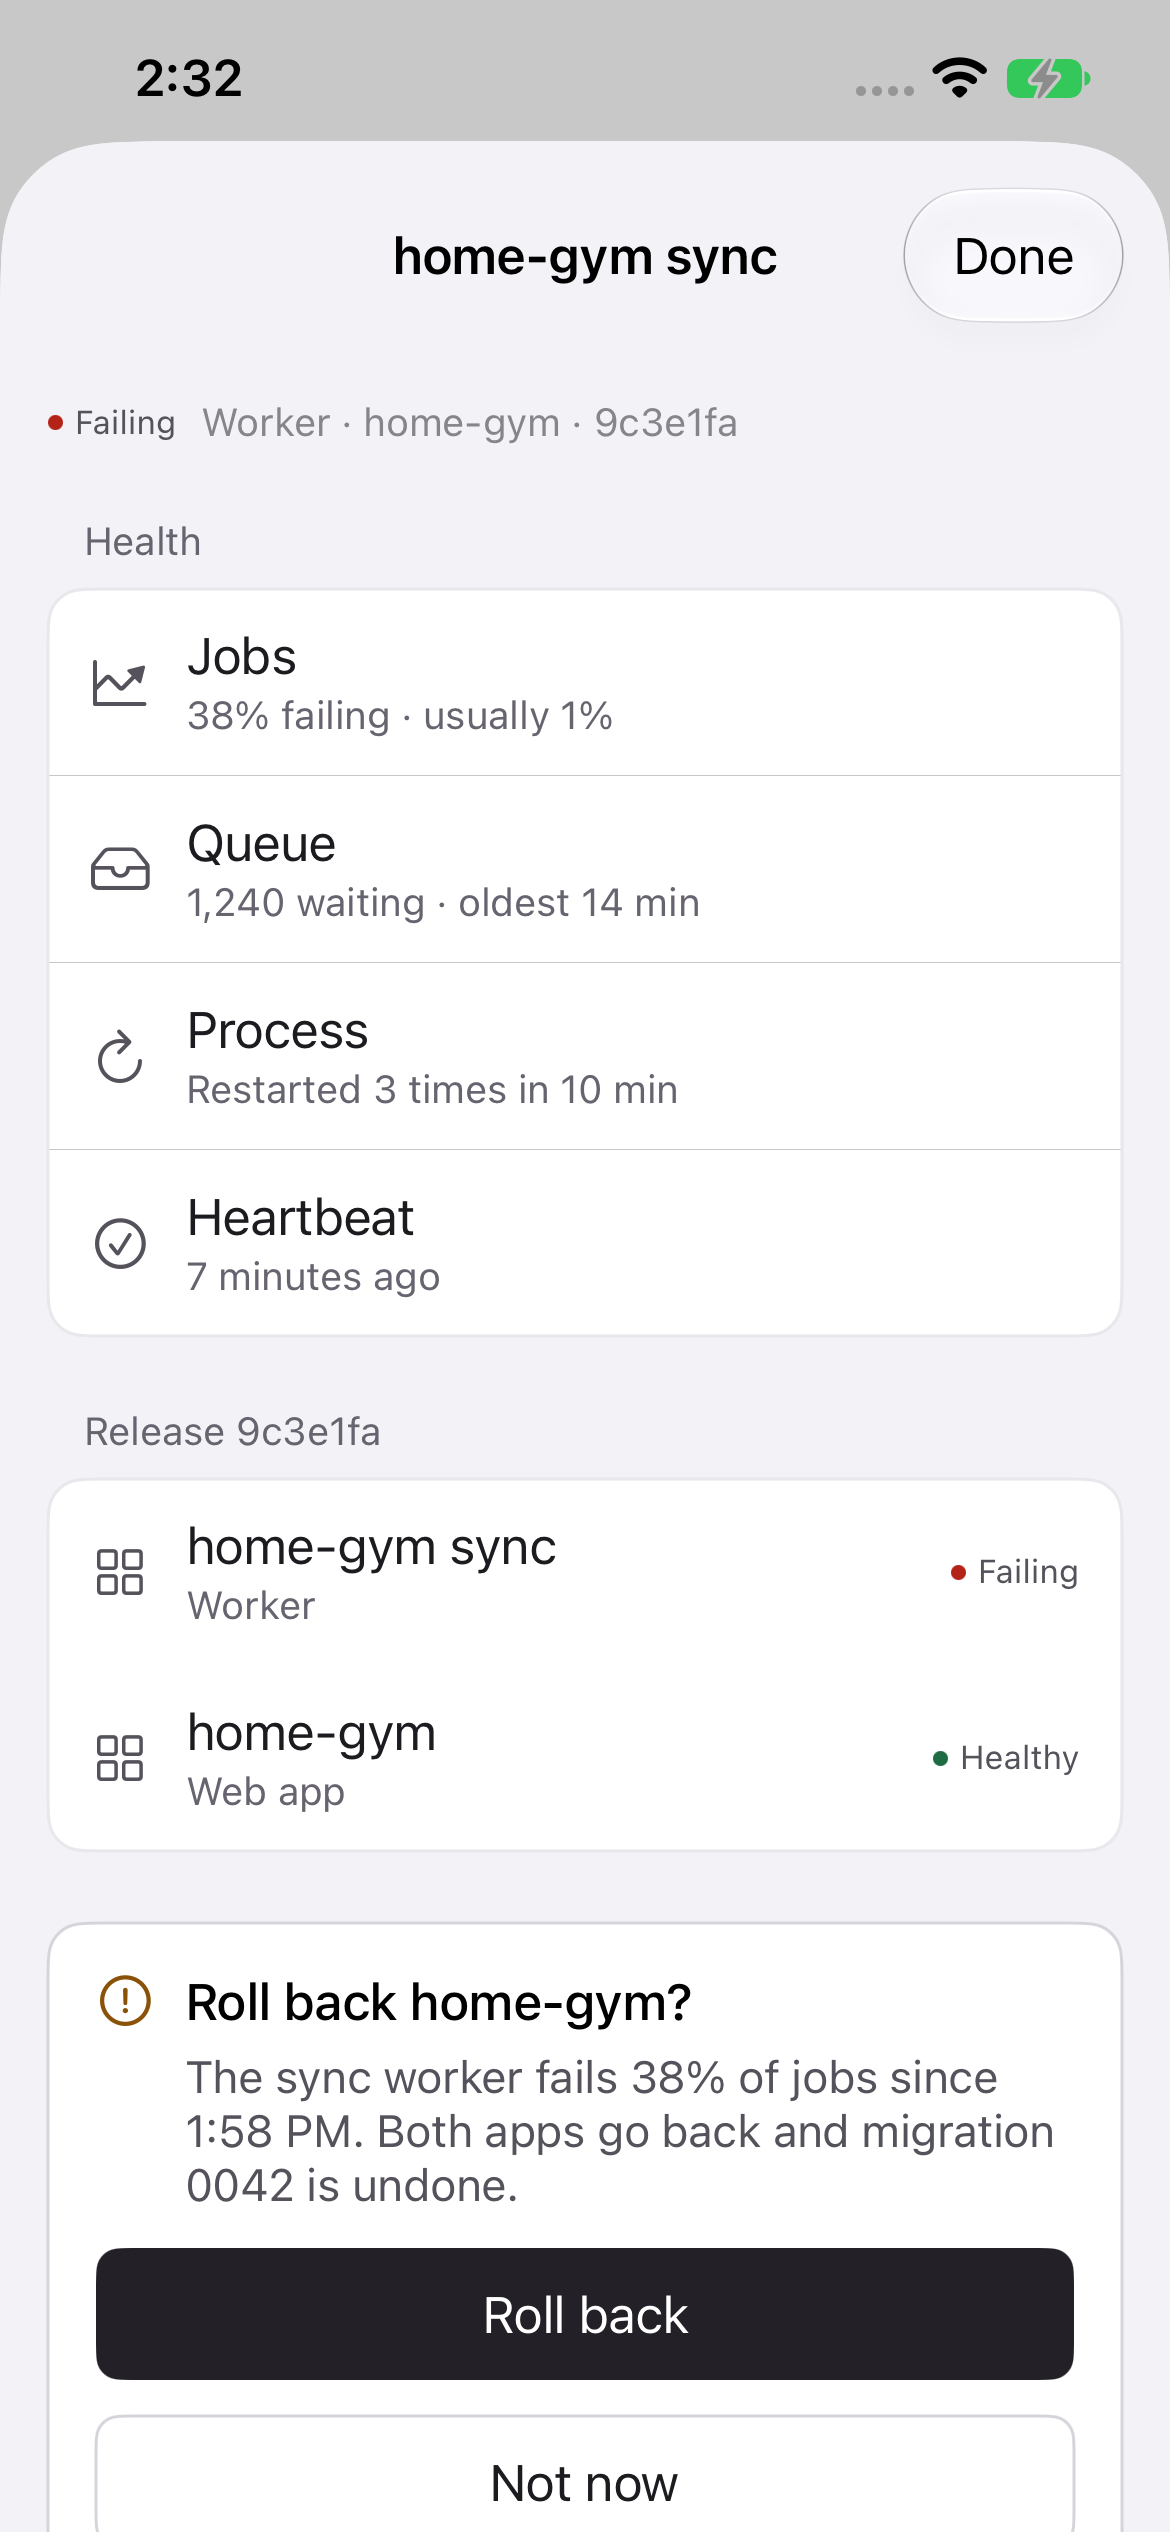 2:32
home-gym sync
Done
Failing Worker · home-gym · 9c3e1fa
Health
Jobs
38% failing · usually 1%
Queue
1,240 waiting · oldest 14 min
Process
Restarted 3 times in 10 min
Heartbeat
7 minutes ago
Release 9c3e1fa
home-gym sync
Worker
Failing
home-gym
Web app
Healthy
Roll back home-gym?
The sync worker fails 38% of jobs since
1:58 PM. Both apps go back and migration
0042 is undone.
Roll back
Not now